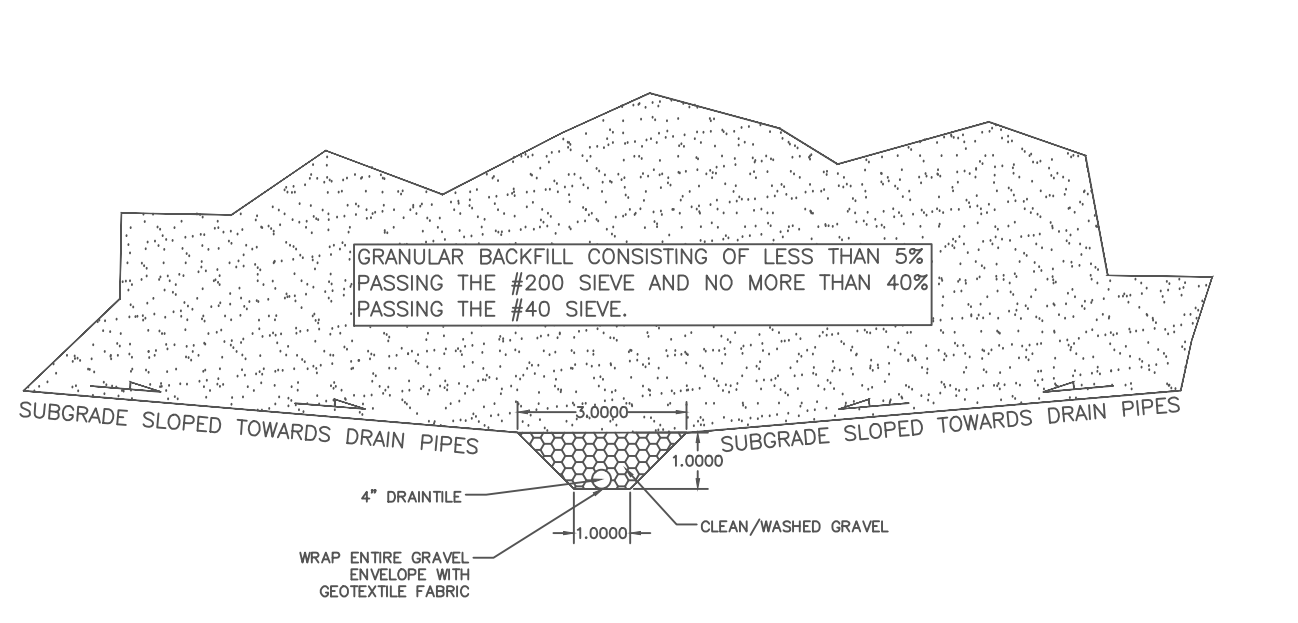 GRANULAR BACKFILL CONSISTING OF LESS THAN 5%
PASSING THE #200 SIEVE AND NO MORE THAN 40%
PASSING THE #40 SIEVE.
SUBGRADE SLOPED TOWARDS DRAIN PIPES
3.0000
SUBGRADE SLOPED TOWARDS DRAIN PIPES
1.0000
4" DRAINTILE
CLEAN/WASHED GRAVEL
1.0000
WRAP ENTIRE GRAVEL
ENVELOPE WITH
GEOTEXTILE FABRIC